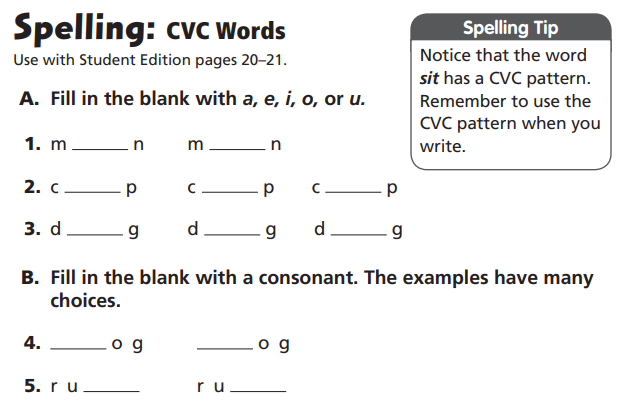 Spelling: CVC Words
Use with Student Edition pages 20–21.
Spelling Tip
Notice that the word
sit has a CVC pattern.
Remember to use the
CVC pattern when you
write.
A. Fill in the blank with a, e, i, o, or u.
1. m ______ n m ______ n
2. c ______ p c ______ p c ______ p
3. d ______ g d ______ g d ______ g
B. Fill in the blank with a consonant. The examples have many
choices.
4. ______ o g ______ o g
5. r u ______ r u ______